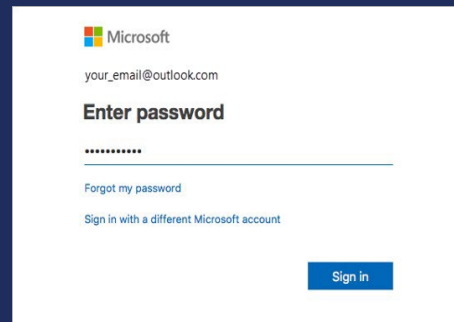 Microsoft
your_email@outlook.com
Enter password
•••••••••••
Forgot my password
Sign in with a different Microsoft account
Sign in